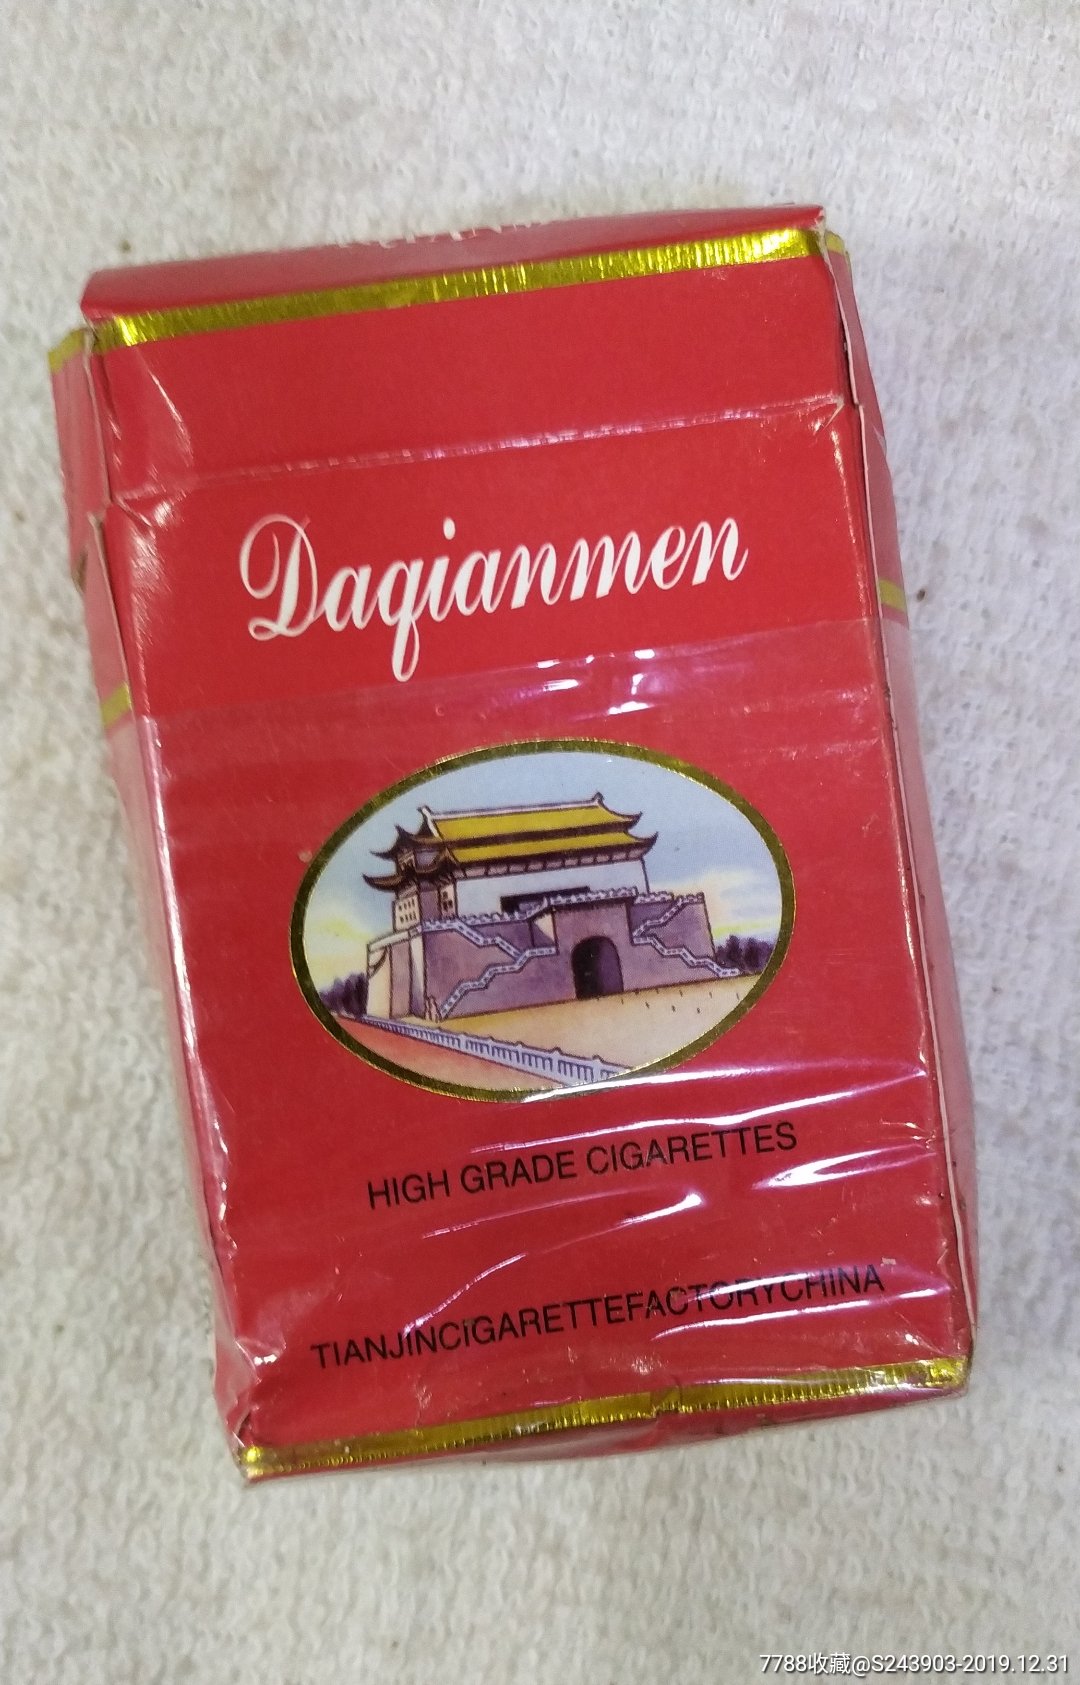 Daqianmen
HIGH GRADE CIGARETTES
TIANJINCIGARETTEFACTORYCHINA
7788收藏@S243903-2019.12.31